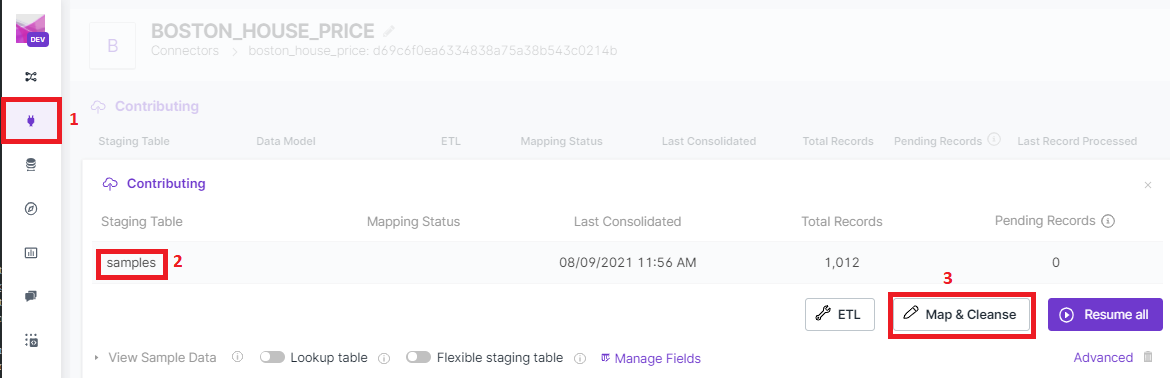 DEV
BOSTON_HOUSE_PRICE
B
Connectors > boston_house_price: d69c6f0ea6334838a75a38b543c0214b
1
Contributing
Staging Table Data Model ETL Mapping Status Last Consolidated Total Records Pending Records Last Record Processed
Contributing
Staging Table Mapping Status Last Consolidated Total Records Pending Records
samples 2 08/09/2021 11:56 AM 1,012 0
3
ETL Map & Cleanse Resume all
View Sample Data Lookup table Flexible staging table Manage Fields Advanced